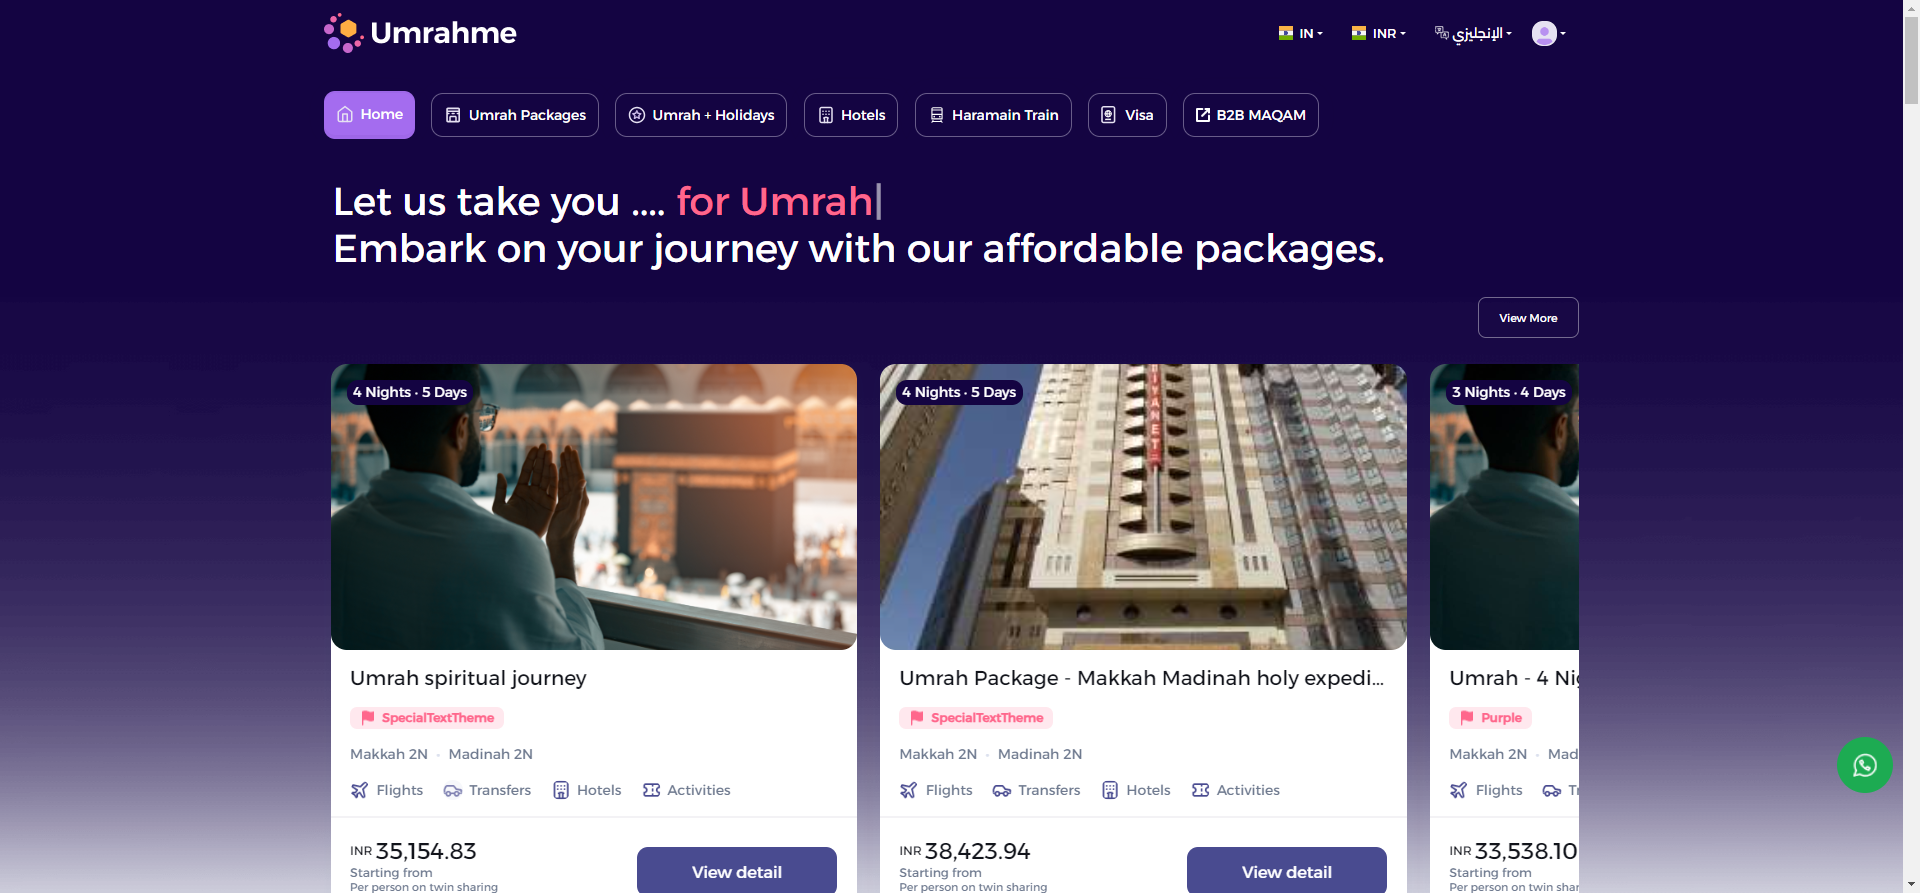 Umrahme
IN
INR
الإنجليزي
Home
Umrah Packages
Umrah + Holidays
Hotels
Haramain Train
Visa
B2B MAQAM
Let us take you .... for Umrah
Embark on your journey with our affordable packages.
View More
4 Nights · 5 Days
Umrah spiritual journey
SpecialTextTheme
Makkah 2N · Madinah 2N
Flights
Transfers
Hotels
Activities
INR 35,154.83
Starting from
Per person on twin sharing
View detail
4 Nights · 5 Days
DIYANET
Umrah Package - Makkah Madinah holy expedi...
SpecialTextTheme
Makkah 2N · Madinah 2N
Flights
Transfers
Hotels
Activities
INR 38,423.94
Starting from
Per person on twin sharing
View detail
3 Nights · 4 Days
Umrah - 4 Nig
Purple
Makkah 2N · Mad
Flights
Tr
INR 33,538.10
Starting from
Per person on twin shar